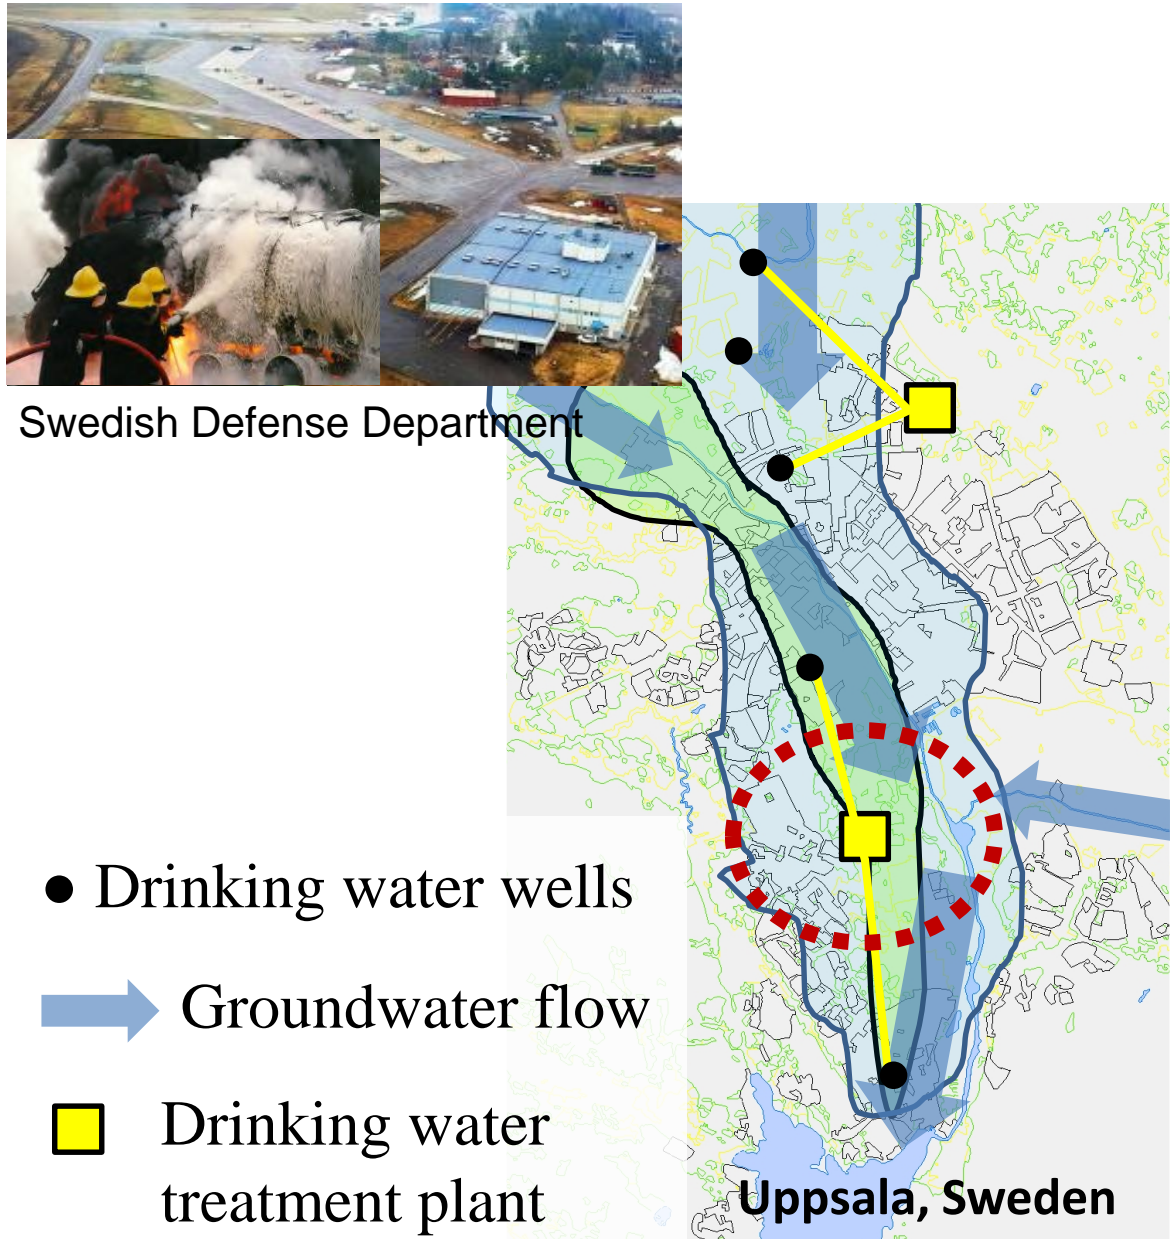 Swedish Defense Department
Drinking water wells
Groundwater flow
Drinking water
treatment plant
Uppsala, Sweden